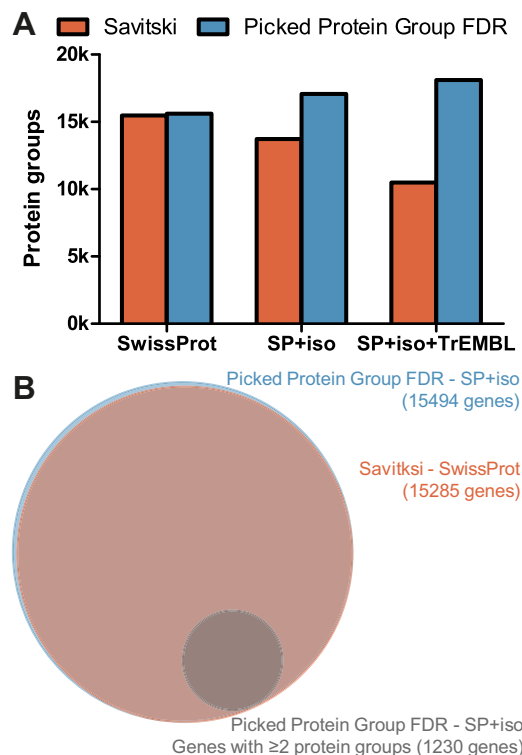 A
Savitski Picked Protein Group FDR
Protein groups
20k
15k
10k
5k
0k
SwissProt SP+iso SP+iso+TrEMBL
B
Picked Protein Group FDR - SP+iso
(15494 genes)
Savitksi - SwissProt
(15285 genes)
Picked Protein Group FDR - SP+iso
Genes with ≥2 protein groups (1230 genes)